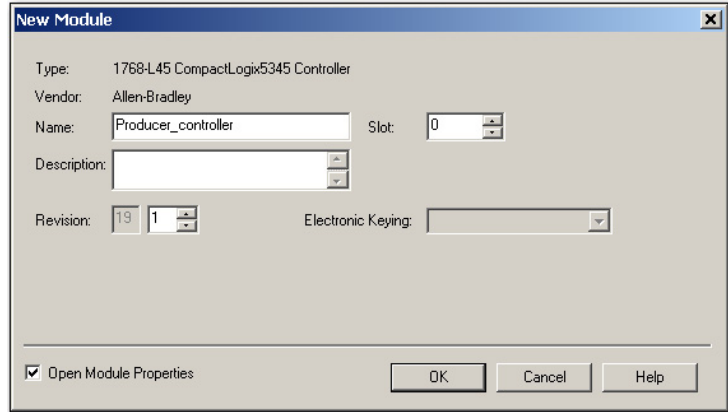 New Module
Type: 1768-L45 CompactLogix5345 Controller
Vendor: Allen-Bradley
Name: Producer_controller Slot: 0
Description:
Revision: 19 1 Electronic Keying:
Open Module Properties OK Cancel Help